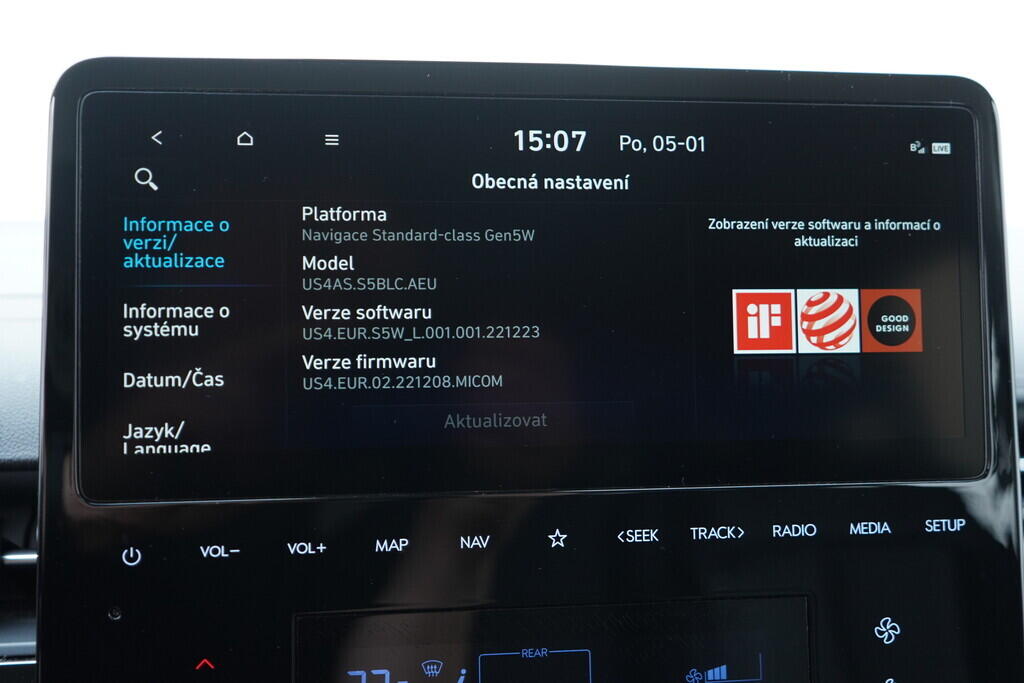 15:07 Po, 05-01
B LIVE
Obecná nastavení
Informace o
verzi/
aktualizace
Informace o
systému
Datum/Čas
Jazyk/
Language
Platforma
Navigace Standard-class Gen5W
Model
US4AS.S5BLC.AEU
Verze softwaru
US4.EUR.S5W_L.001.001.221223
Verze firmwaru
US4.EUR.02.221208.MICOM
Aktualizovat
Zobrazení verze softwaru a informací o
aktualizaci
iF
GOOD
DESIGN
VOL− VOL+ MAP NAV <SEEK TRACK> RADIO MEDIA SETUP
REAR